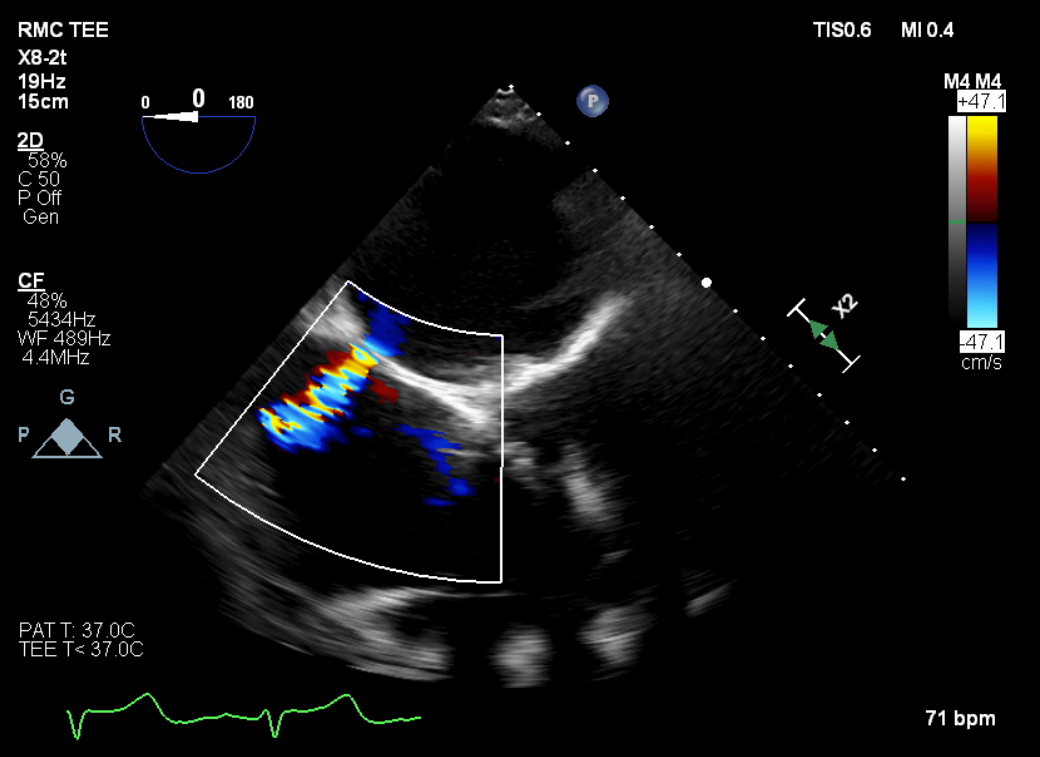 RMC TEE
X8-2t
19Hz
15cm
2D
58%
C 50
P Off
Gen
CF
48%
5434Hz
WF 489Hz
4.4MHz
G
P R
PAT T: 37.0C
TEE T< 37.0C
0 0 180
P
TIS0.6 MI 0.4
M4 M4
+47.1
-47.1
cm/s
X2
71 bpm